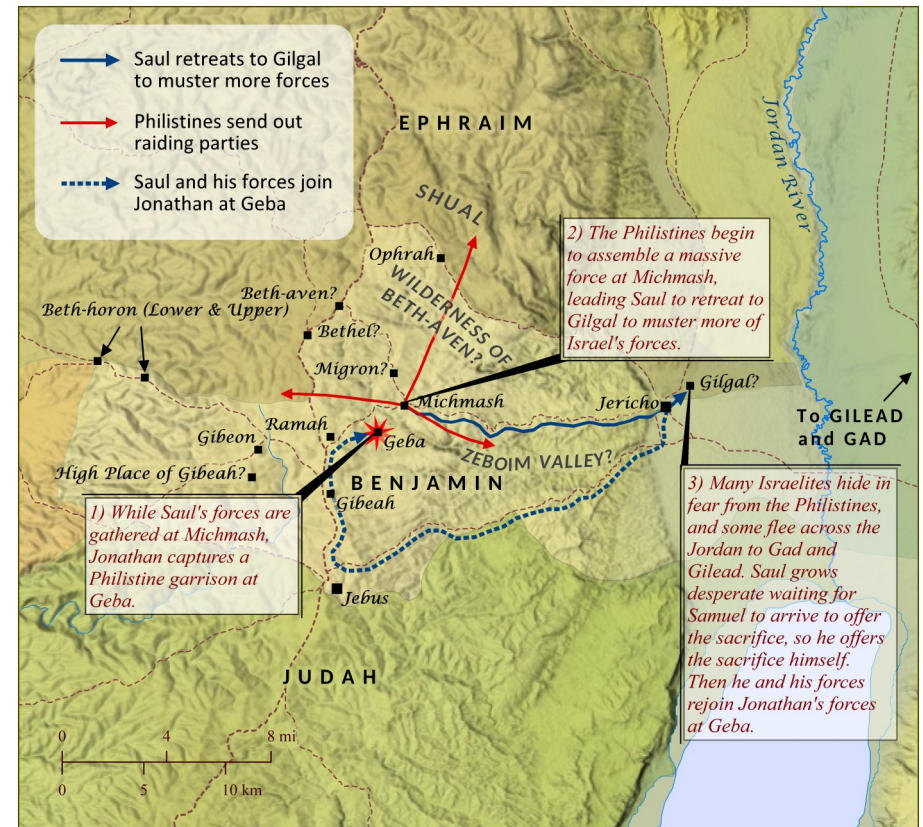 Saul retreats to Gilgal
to muster more forces
Philistines send out
raiding parties
Saul and his forces join
Jonathan at Geba
EPHRAIM
Jordan River
SHUAL
Ophrah
WILDERNESS OF
BETH-AVEN?
2) The Philistines begin
to assemble a massive
force at Michmash,
leading Saul to retreat to
Gilgal to muster more of
Israel's forces.
Beth-aven?
Beth-horon (Lower & Upper)
Bethel?
Migron?
Michmash
Gilgal?
Jericho
To GILEAD
and GAD
Ramah
Geba
Gibeon
ZEBOIM VALLEY?
High Place of Gibeah?
BENJAMIN
Gibeah
1) While Saul's forces are
gathered at Michmash,
Jonathan captures a
Philistine garrison at
Geba.
3) Many Israelites hide in
fear from the Philistines,
and some flee across the
Jordan to Gad and
Gilead. Saul grows
desperate waiting for
Samuel to arrive to offer
the sacrifice, so he offers
the sacrifice himself.
Then he and his forces
rejoin Jonathan's forces
at Geba.
Jebus
JUDAH
0 4 8 mi
0 5 10 km